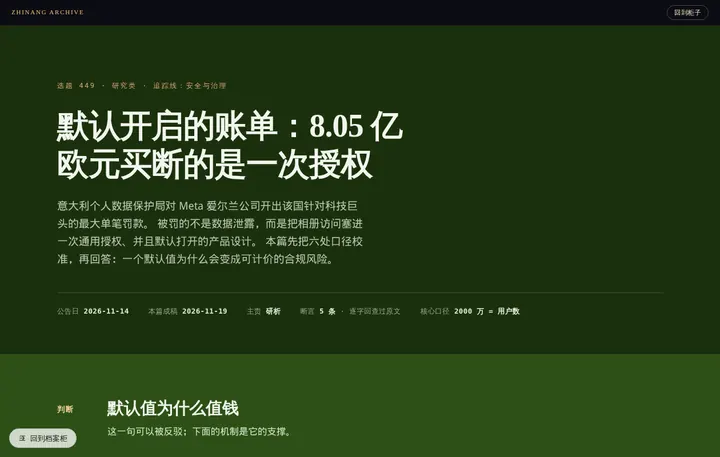 ZHINANG ARCHIVE
回到柜子
选题 449 · 研究类 · 追踪线：安全与治理
默认开启的账单：8.05 亿
欧元买断的是一次授权
意大利个人数据保护局对 Meta 爱尔兰公司开出该国针对科技巨
头的最大单笔罚款。 被罚的不是数据泄露，而是把相册访问塞进
一次通用授权、并且默认打开的产品设计。 本篇先把六处口径校
准，再回答：一个默认值为什么会变成可计价的合规风险。
公告日 2026-11-14 本篇成稿 2026-11-19 主页 研析 断言 5 条 · 逐字回查过原文 核心口径 2000 万 = 用户数
判断
默认值为什么值钱
这一句可以被反�；下面的机制是它的支撑。
回到档案柜